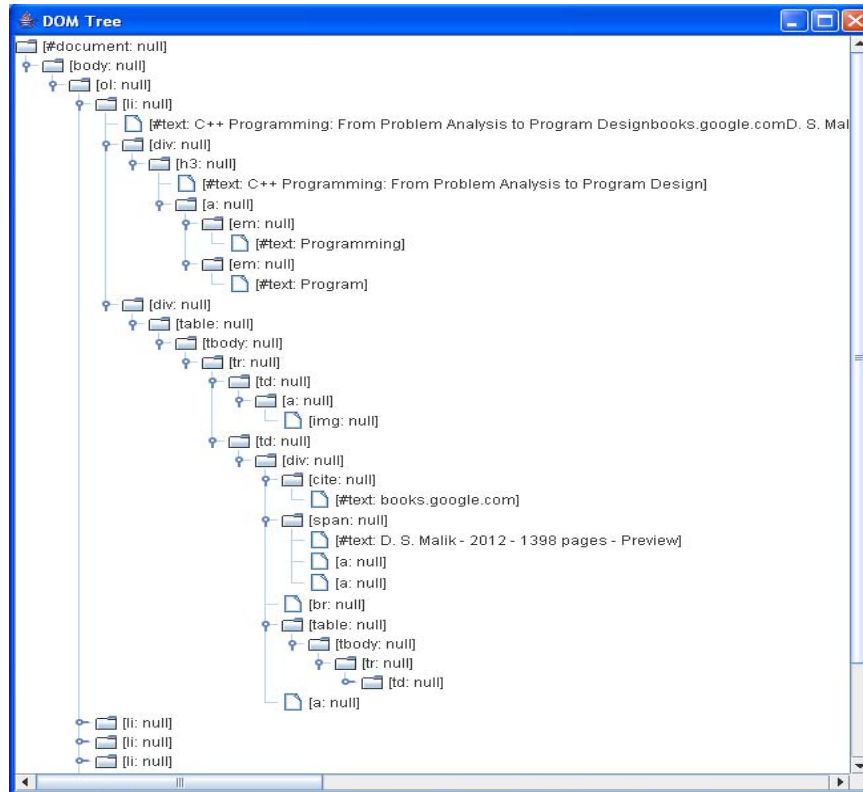 DOM Tree
[#document: null]
[body: null]
[ol: null]
[li: null]
[#text: C++ Programming: From Problem Analysis to Program Designbooks.google.comD. S. Mal
[div: null]
[h3: null]
[#text: C++ Programming: From Problem Analysis to Program Design]
[a: null]
[em: null]
[#text: Programming]
[em: null]
[#text: Program]
[div: null]
[table: null]
[tbody: null]
[tr: null]
[td: null]
[a: null]
[img: null]
[td: null]
[div: null]
[cite: null]
[#text: books.google.com]
[span: null]
[#text: D. S. Malik - 2012 - 1398 pages - Preview]
[a: null]
[a: null]
[br: null]
[table: null]
[tbody: null]
[tr: null]
[td: null]
[a: null]
[li: null]
[li: null]
[li: null]